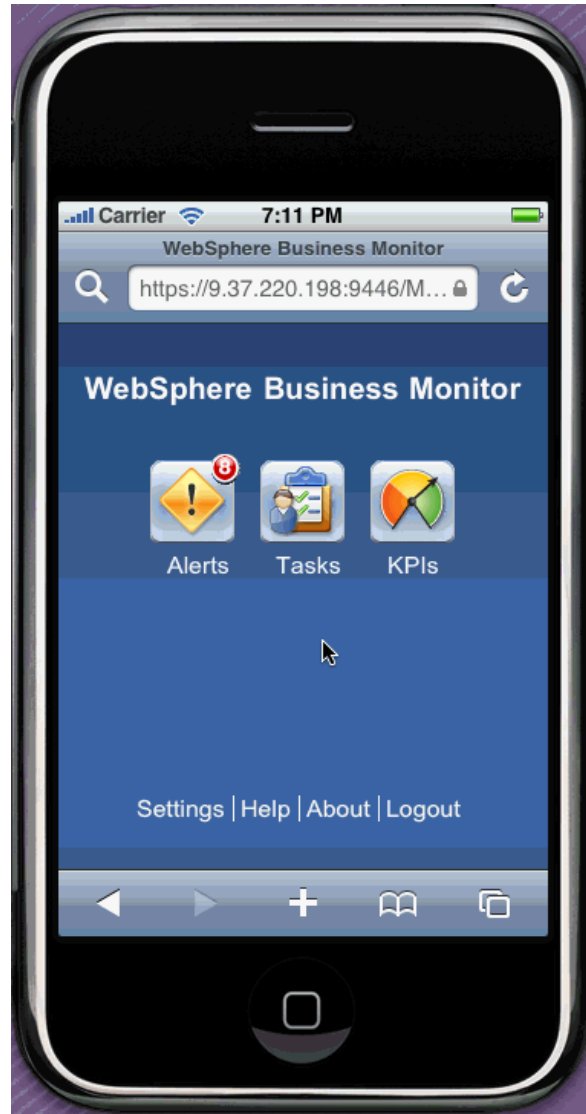 Carrier 7:11 PM
WebSphere Business Monitor
https://9.37.220.198:9446/M...
WebSphere Business Monitor
8
Alerts Tasks KPIs
Settings | Help | About | Logout